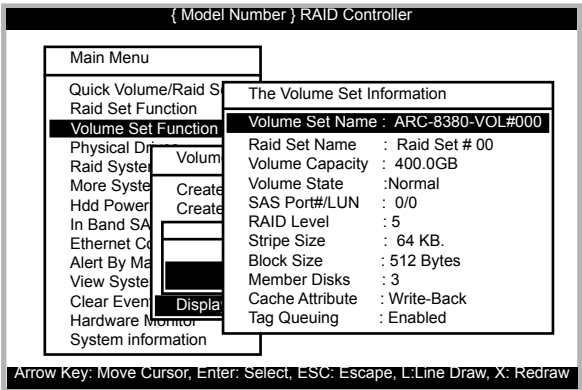 { Model Number } RAID Controller
Main Menu
Quick Volume/Raid S
Raid Set Function
Volume Set Function
Physical
Raid Syste
More Syste
Hdd Power
In Band SA
Ethernet Co
Alert By Ma
View Syste
Clear Even
Hardware Monitor
System information
Volum
Create
Create
Displa
The Volume Set Information
Volume Set Name : ARC-8380-VOL#000
Raid Set Name : Raid Set # 00
Volume Capacity : 400.0GB
Volume State :Normal
SAS Port#/LUN : 0/0
RAID Level : 5
Stripe Size : 64 KB.
Block Size : 512 Bytes
Member Disks : 3
Cache Attribute : Write-Back
Tag Queuing : Enabled
Arrow Key: Move Cursor, Enter: Select, ESC: Escape, L:Line Draw, X: Redraw